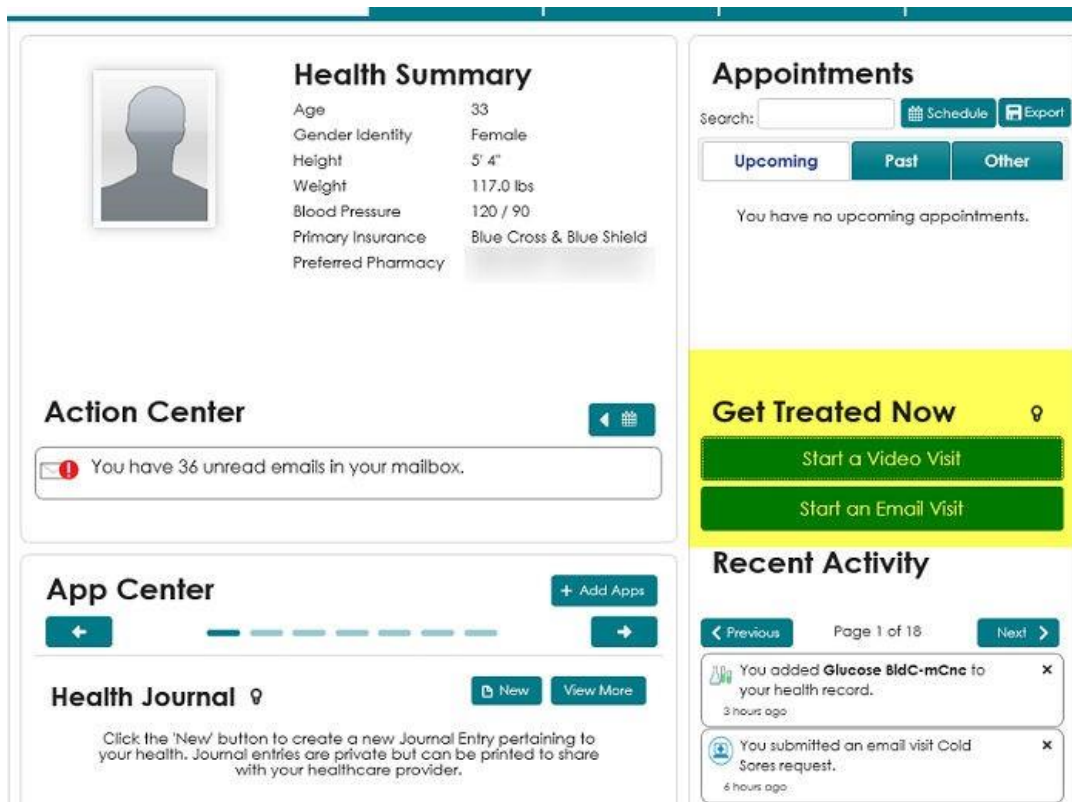 Health Summary
Age 33
Gender Identity Female
Height 5' 4"
Weight 117.0 lbs
Blood Pressure 120 / 90
Primary Insurance Blue Cross & Blue Shield
Preferred Pharmacy
Action Center
You have 36 unread emails in your mailbox.
App Center
+ Add Apps
Health Journal
New
View More
Click the 'New' button to create a new Journal Entry pertaining to
your health. Journal entries are private but can be printed to share
with your healthcare provider.
Appointments
Search:
Schedule
Export
Upcoming
Past
Other
You have no upcoming appointments.
Get Treated Now
Start a Video Visit
Start an Email Visit
Recent Activity
Previous
Page 1 of 18
Next
You added Glucose BldC-mCnc to
your health record.
3 hours ago
You submitted an email visit Cold
Sores request.
6 hours ago